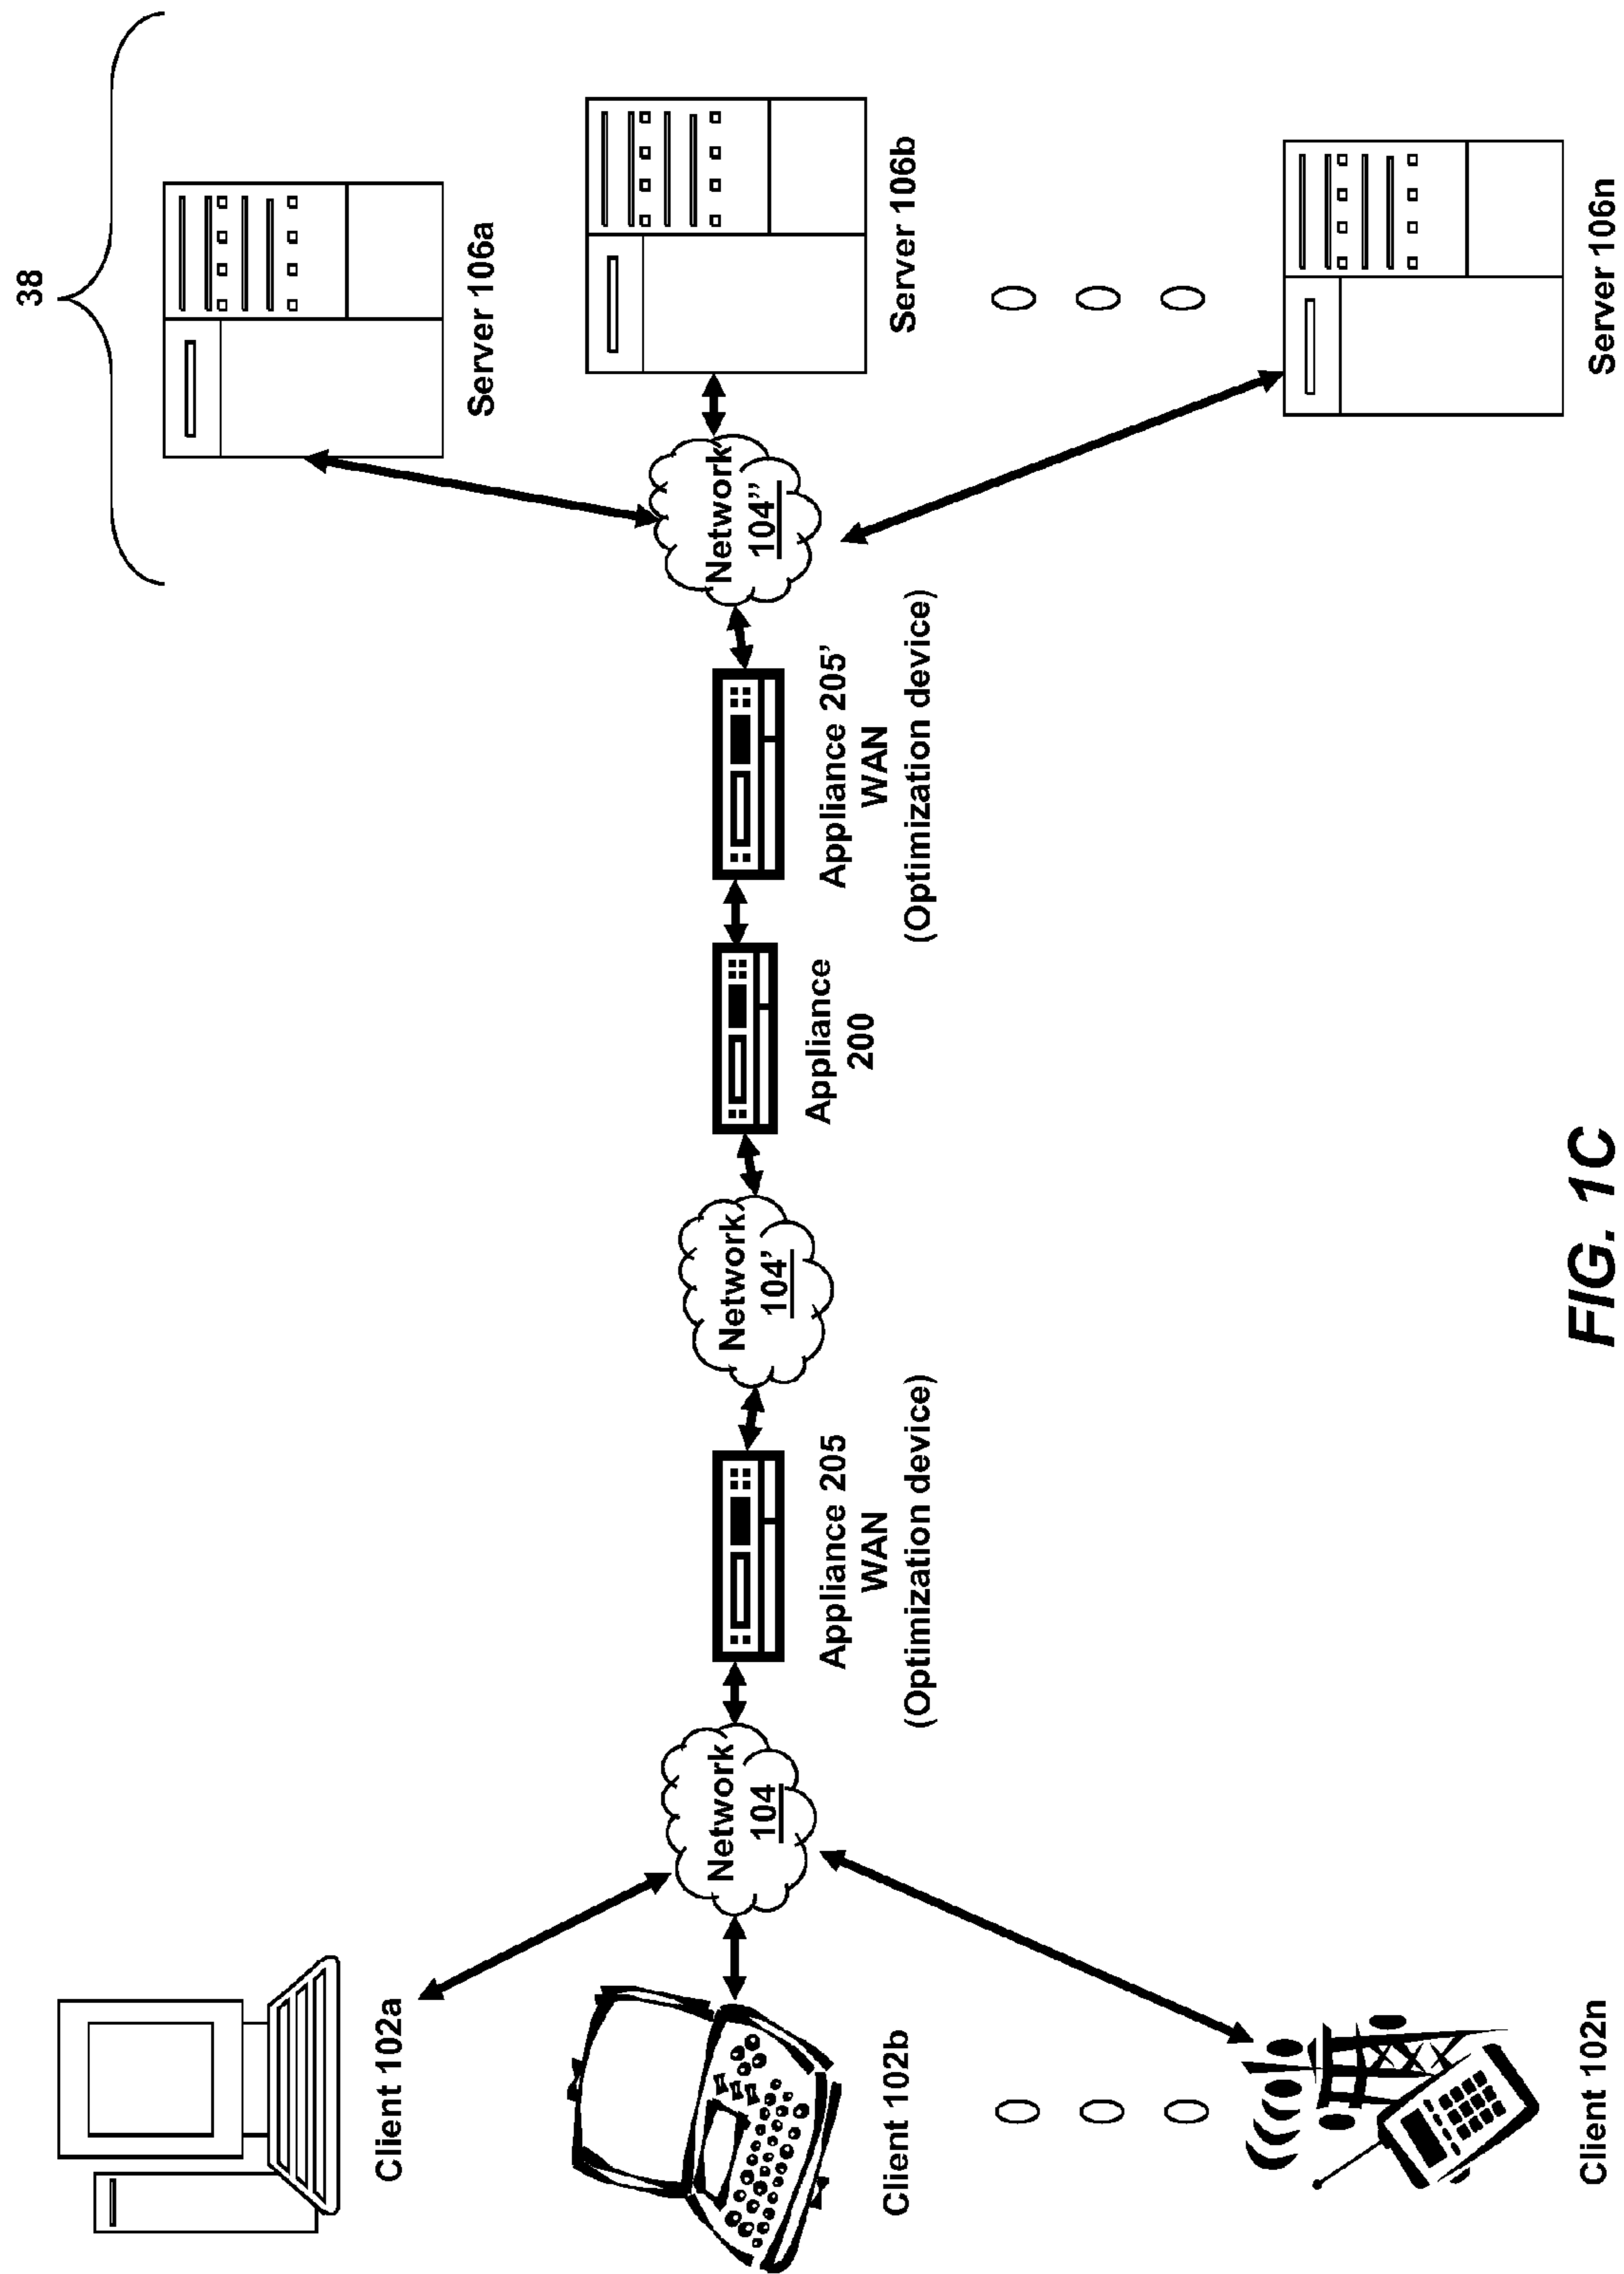 38
Client 102a
Server 106a
Network
104
Appliance 205
WAN
(Optimization device)
Network
104'
Appliance
200
Appliance 205'
WAN
(Optimization device)
Network
104''
Client 102b
Server 106b
Client 102n
Server 106n
FIG. 1C